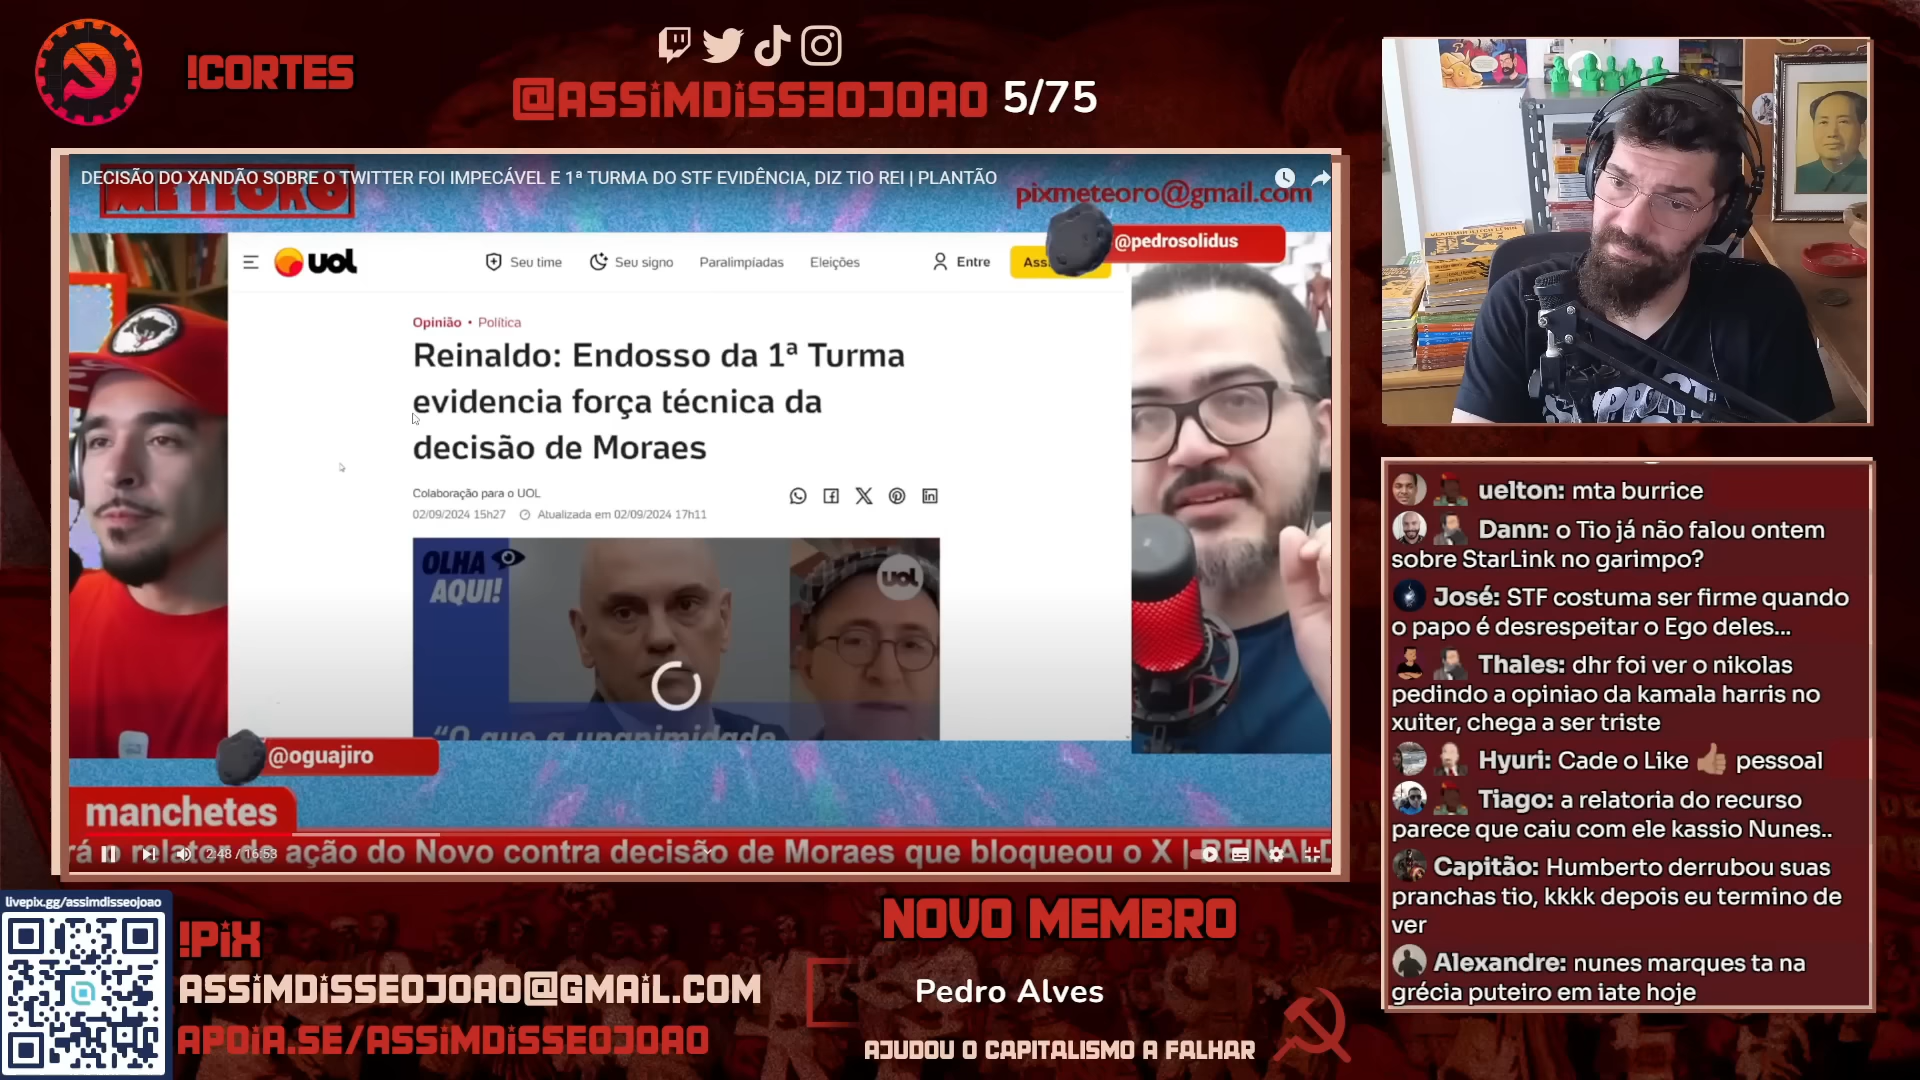 !CORTES
@ASSIMDISSEOJOAO 5/75
DECISÃO DO XANDÃO SOBRE O TWITTER FOI IMPECÁVEL E 1ª TURMA DO STF EVIDÊNCIA, DIZ TIO REI | PLANTÃO
METEORO
pixmeteoro@gmail.com
@pedrosolidus
uol
Seu time
Seu signo
Paralimpíadas
Eleições
Entre
Ass
Opinião • Política
Reinaldo: Endosso da 1ª Turma
evidencia força técnica da
decisão de Moraes
Colaboração para o UOL
02/09/2024 15h27
Atualizada em 02/09/2024 17h11
OLHA
AQUI!
uol
"O que a unanimidade
@oguajiro
manchetes
rá o relato ação do Novo contra decisão de Moraes que bloqueou o X | REINALD
2:48 / 16:53
uelton: mta burrice
Dann: o Tio já não falou ontem
sobre StarLink no garimpo?
José: STF costuma ser firme quando
o papo é desrespeitar o Ego deles...
Thales: dhr foi ver o nikolas
pedindo a opiniao da kamala harris no
xuiter, chega a ser triste
Hyuri: Cade o Like 👍🏽 pessoal
Tiago: a relatoria do recurso
parece que caiu com ele kassio Nunes..
Capitão: Humberto derrubou suas
pranchas tio, kkkk depois eu termino de
ver
Alexandre: nunes marques ta na
grécia puteiro em iate hoje
livepix.gg/assimdisseojoao
!PIX
ASSIMDISSEOJOAO@GMAIL.COM
APOIA.SE/ASSIMDISSEOJOAO
NOVO MEMBRO
Pedro Alves
AJUDOU O CAPITALISMO A FALHAR